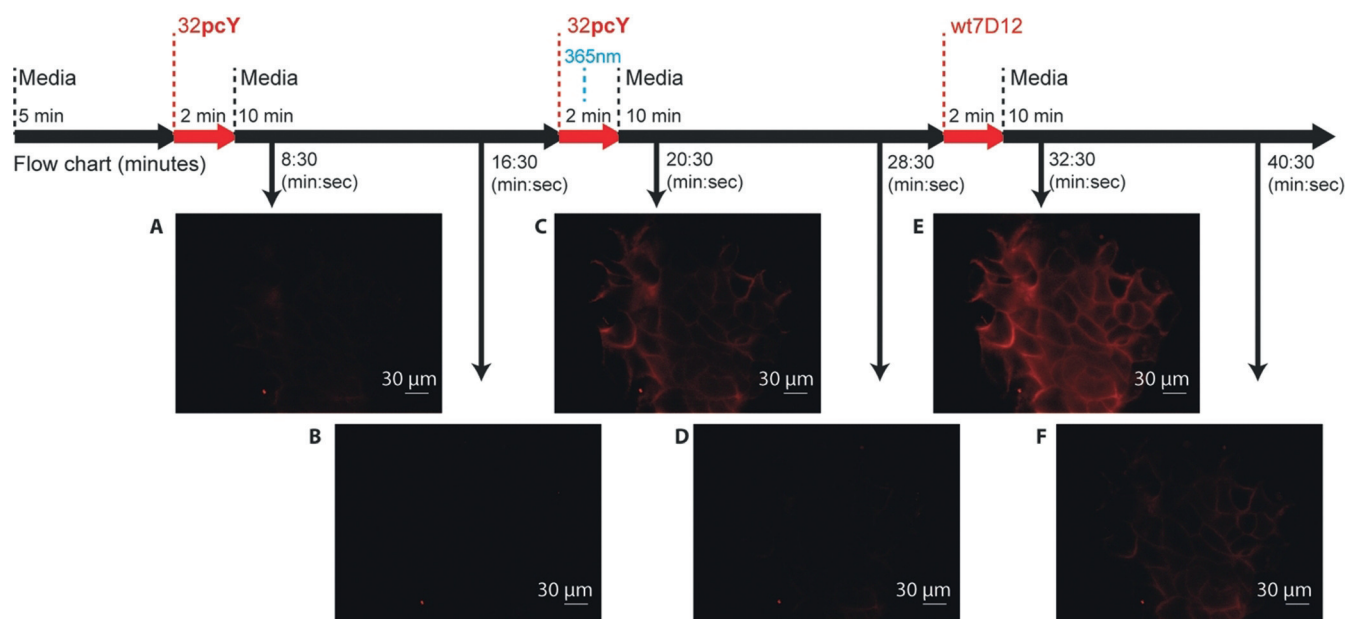 32pcY
32pcY
wt7D12
365nm
Media
Media
Media
Media
5 min
2 min
10 min
2 min
10 min
2 min
10 min
Flow chart (minutes)
8:30
(min:sec)
16:30
(min:sec)
20:30
(min:sec)
28:30
(min:sec)
32:30
(min:sec)
40:30
(min:sec)
A
30 µm
C
30 µm
E
30 µm
B
30 µm
D
30 µm
F
30 µm